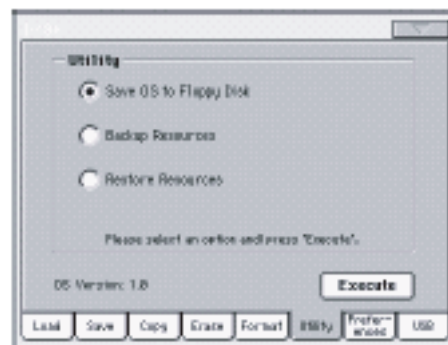 Utility
Save OS to Floppy Disk
Backup Resources
Restore Resources
Please select an option and press "Execute".
OS Version: 1.0
Execute
Load
Save
Copy
Erase
Format
Utility
Prefer-
ences
USB